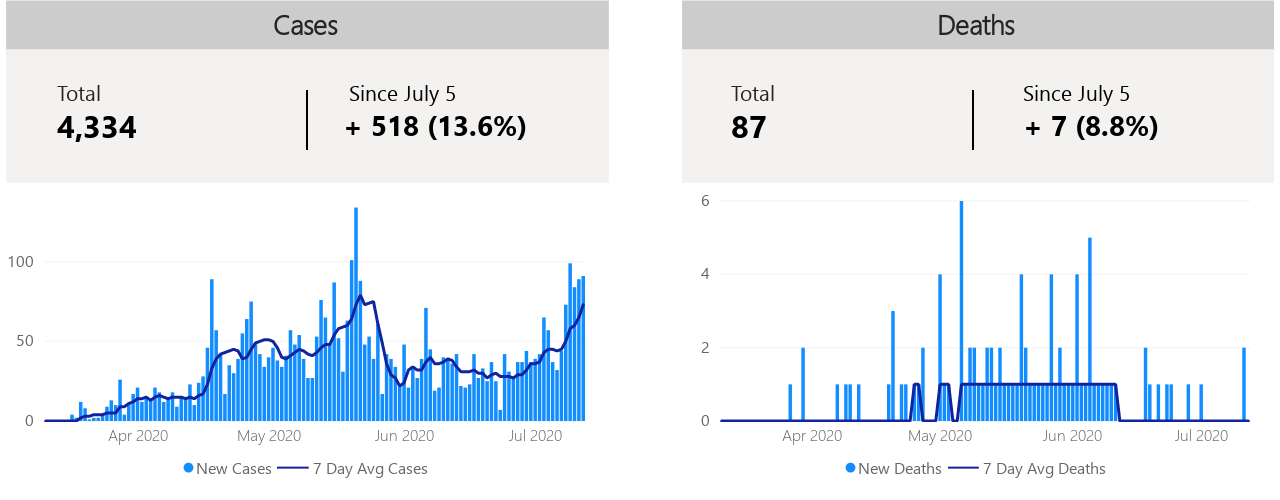 Cases
Total
4,334
Since July 5
+ 518 (13.6%)
100
50
0
Apr 2020
May 2020
Jun 2020
Jul 2020
New Cases
7 Day Avg Cases
Deaths
Total
87
Since July 5
+ 7 (8.8%)
6
4
2
0
Apr 2020
May 2020
Jun 2020
Jul 2020
New Deaths
7 Day Avg Deaths